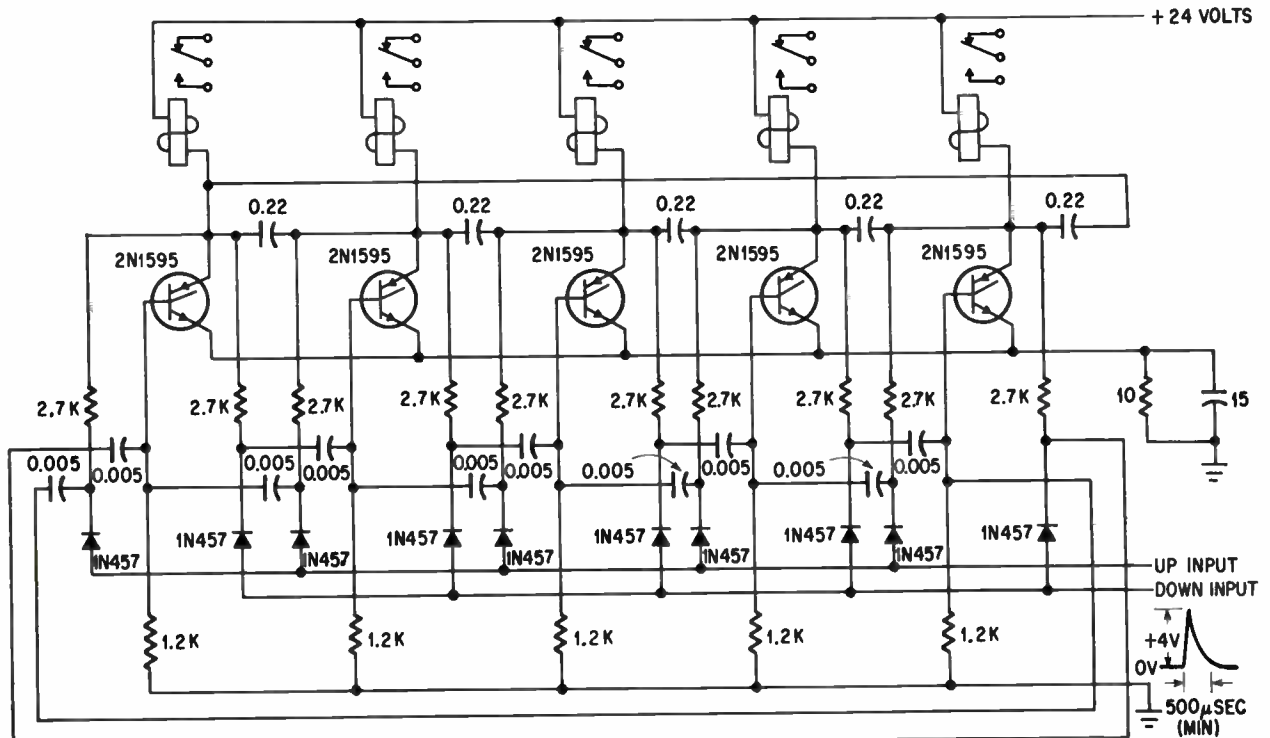 + 24 VOLTS
0.22
0.22
0.22
0.22
0.22
2N1595
2N1595
2N1595
2N1595
2N1595
2.7K
2.7K
2.7K
2.7K
2.7K
2.7K
2.7K
2.7K
2.7K
2.7K
10
15
0.005
0.005
0.005
0.005
0.005
0.005
0.005
0.005
0.005
0.005
1N457
1N457
1N457
1N457
1N457
1N457
1N457
1N457
1N457
1N457
UP INPUT
DOWN INPUT
1.2K
1.2K
1.2K
1.2K
1.2K
+4V
0V
500µSEC
(MIN)